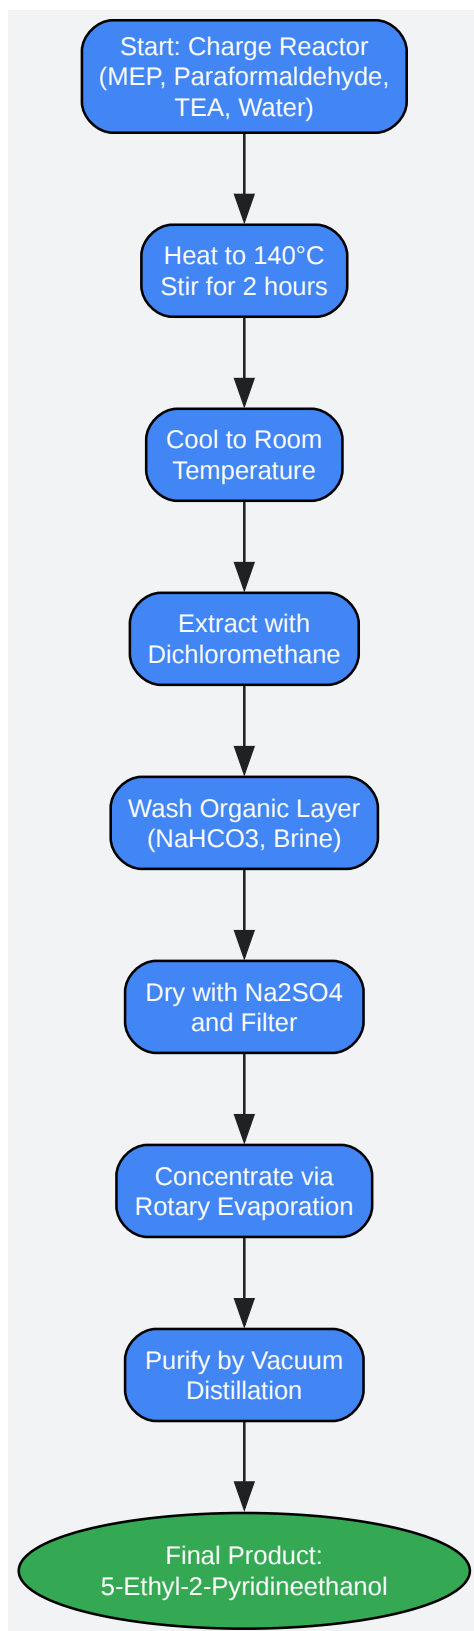 Start: Charge Reactor
(MEP, Paraformaldehyde,
TEA, Water)
Heat to 140°C
Stir for 2 hours
Cool to Room
Temperature
Extract with
Dichloromethane
Wash Organic Layer
(NaHCO3, Brine)
Dry with Na2SO4
and Filter
Concentrate via
Rotary Evaporation
Purify by Vacuum
Distillation
Final Product:
5-Ethyl-2-Pyridineethanol